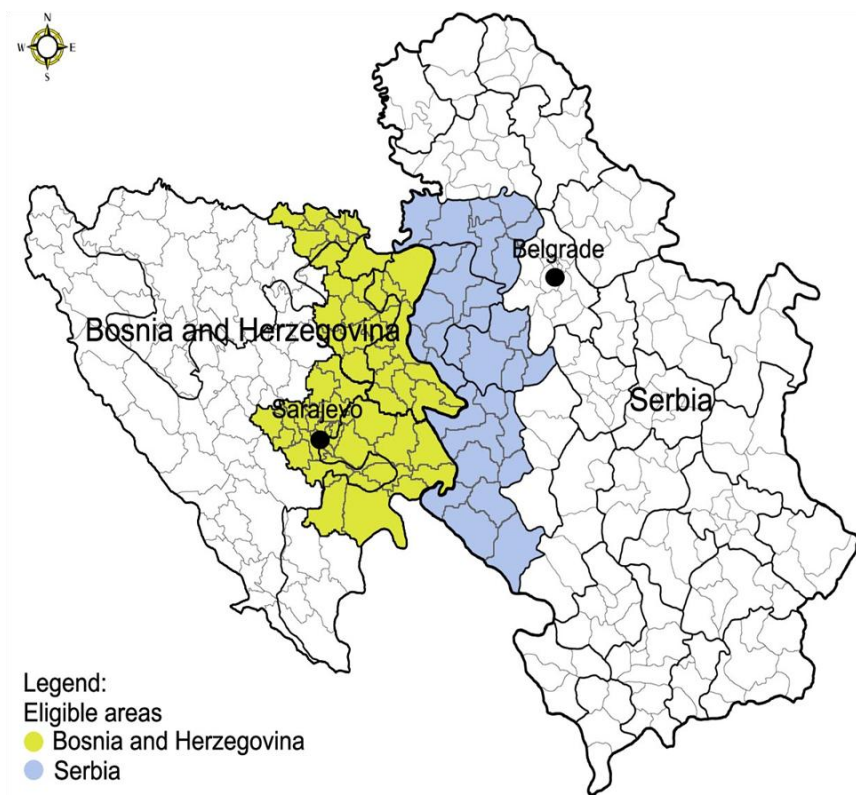 N
W E
S
Belgrade
Bosnia and Herzegovina
Serbia
Sarajevo
Legend:
Eligible areas
Bosnia and Herzegovina
Serbia